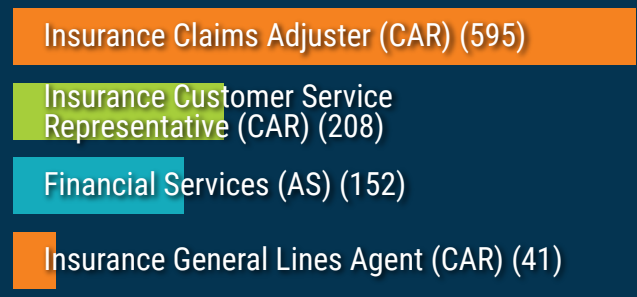 Insurance Claims Adjuster (CAR) (595)
Insurance Customer Service
Representative (CAR) (208)
Financial Services (AS) (152)
Insurance General Lines Agent (CAR) (41)